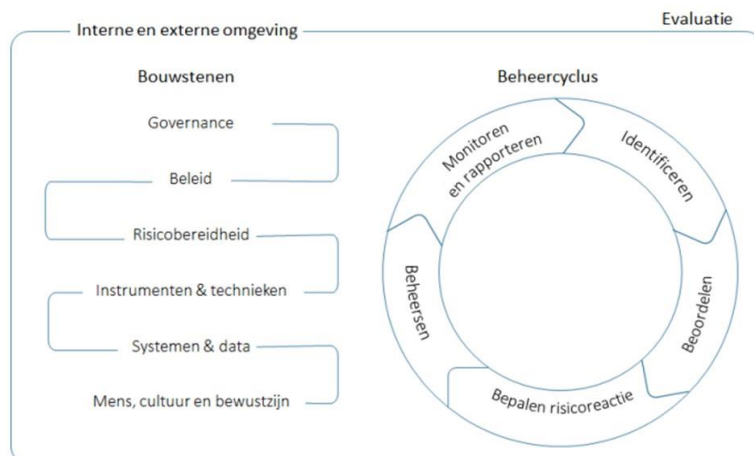 Evaluatie
Interne en externe omgeving
Bouwstenen
Governance
Beleid
Risicobereidheid
Instrumenten & technieken
Systemen & data
Mens, cultuur en bewustzijn
Beheercyclus
Identificeren
Beoordelen
Bepalen risicoreactie
Beheersen
Monitoren
en rapporteren